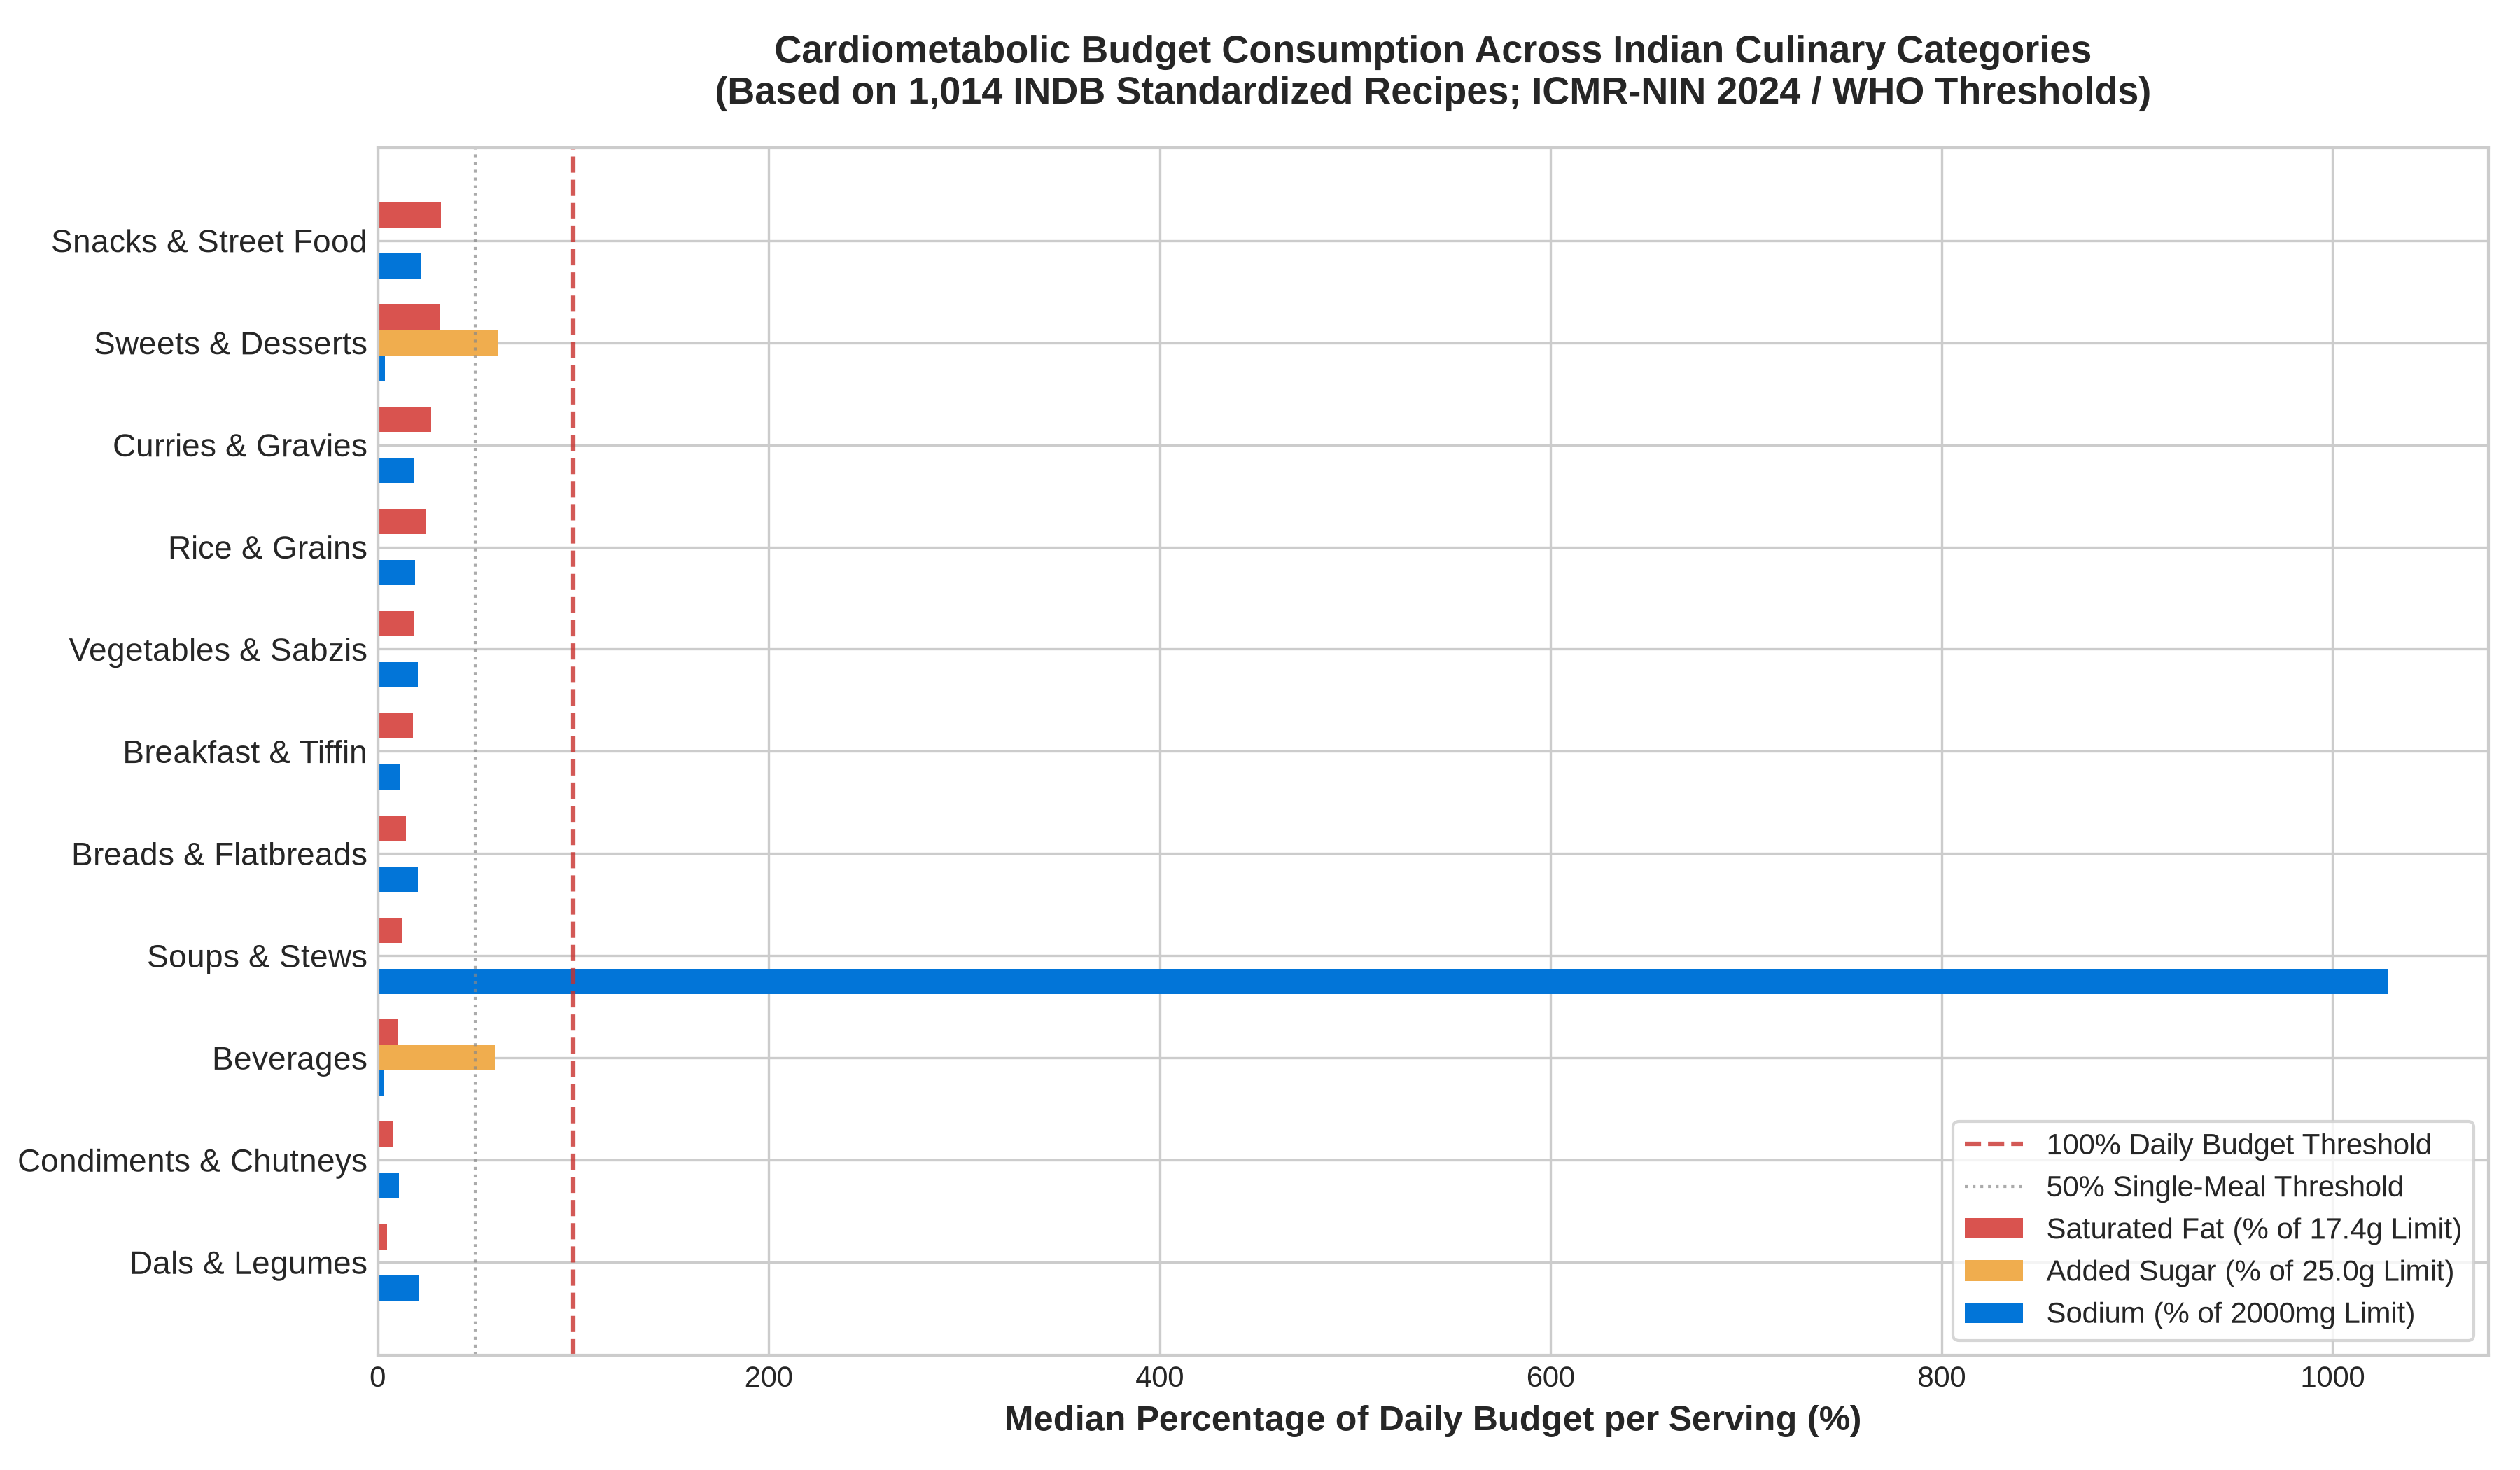 Cardiometabolic Budget Consumption Across Indian Culinary Categories
(Based on 1,014 INDB Standardized Recipes; ICMR-NIN 2024 / WHO Thresholds)
Snacks & Street Food
Sweets & Desserts
Curries & Gravies
Rice & Grains
Vegetables & Sabzis
Breakfast & Tiffin
Breads & Flatbreads
Soups & Stews
Beverages
Condiments & Chutneys
Dals & Legumes
100% Daily Budget Threshold
50% Single-Meal Threshold
Saturated Fat (% of 17.4g Limit)
Added Sugar (% of 25.0g Limit)
Sodium (% of 2000mg Limit)
0 200 400 600 800 1000
Median Percentage of Daily Budget per Serving (%)